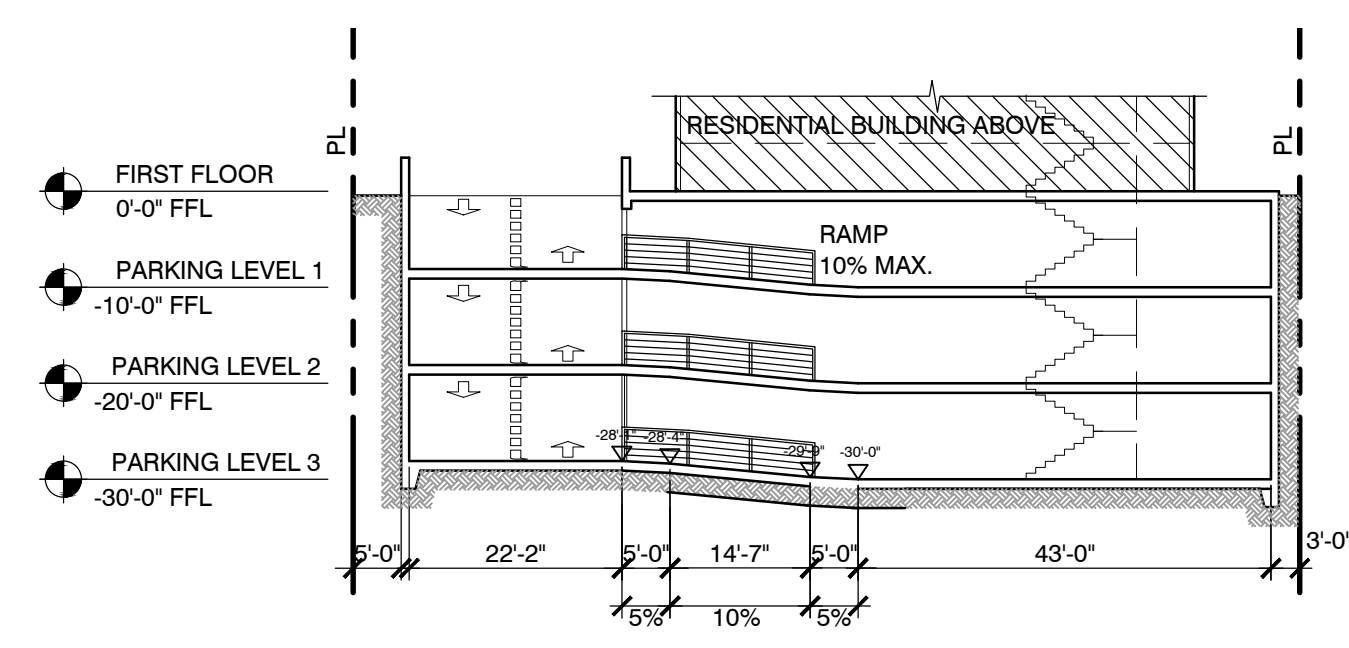 PL
PL
RESIDENTIAL BUILDING ABOVE
FIRST FLOOR
0'-0" FFL
RAMP
10% MAX.
PARKING LEVEL 1
-10'-0" FFL
PARKING LEVEL 2
-20'-0" FFL
-28'-1"
-28'-4"
-29'-9"
-30'-0"
PARKING LEVEL 3
-30'-0" FFL
5'-0"
22'-2"
5'-0"
14'-7"
5'-0"
43'-0"
3'-0'
5%
10%
5%